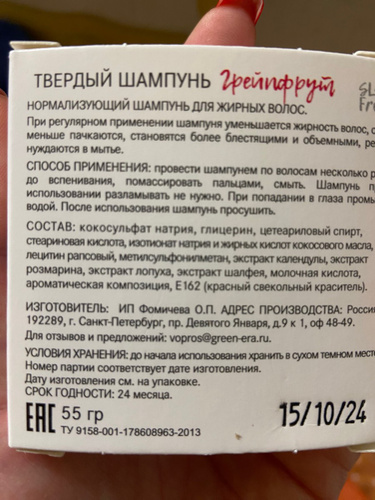 ТВЕРДЫЙ ШАМПУНЬ Грейпфрут
SL
Fr
НОРМАЛИЗУЮЩИЙ ШАМПУНЬ ДЛЯ ЖИРНЫХ ВОЛОС.
При регулярном применении шампуня уменьшается жирность волос,
меньше пачкаются, становятся более блестящими и объемными,
нуждаются в мытье.
СПОСОБ ПРИМЕНЕНИЯ: провести шампунем по волосам несколько
до вспенивания, помассировать пальцами, смыть. Шампунь
использовании разламывать не нужно. При попадании в глаза
водой. После использования шампунь просушить.
СОСТАВ: кокосульфат натрия, глицерин, цетеариловый спирт,
стеариновая кислота, изотионат натрия и жирных кислот кокосового масла,
лецитин рапсовый, метилсульфонилметан, экстракт календулы, экстракт
розмарина, экстракт лопуха, экстракт шалфея, молочная кислота,
ароматическая композиция, Е162 (красный свекольный краситель).
ИЗГОТОВИТЕЛЬ: ИП Фомичева О.П. АДРЕС ПРОИЗВОДСТВА:
192289, г. Санкт-Петербург, пр. Девятого Января, д.9 к 1, оф 48-49.
Для отзывов и предложений: vopros@green-era.ru.
УСЛОВИЯ ХРАНЕНИЯ: до начала использования хранить в сухом темном
Номер партии соответствует дате изготовления.
Дату изготовления см. на упаковке.
СРОК ГОДНОСТИ: 24 месяца.
EAC 55 гр
15/10/24
ТУ 9158-001-178608963-2013